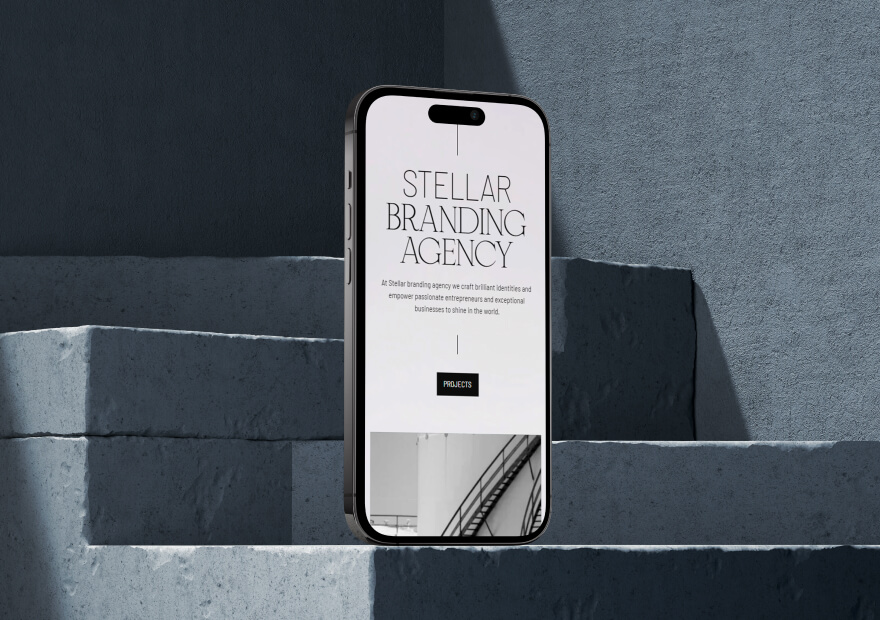 STELLAR
BRANDING
AGENCY
At Stellar branding agency we craft brilliant identities and
empower passionate entrepreneurs and exceptional
businesses to shine in the world.
PROJECTS